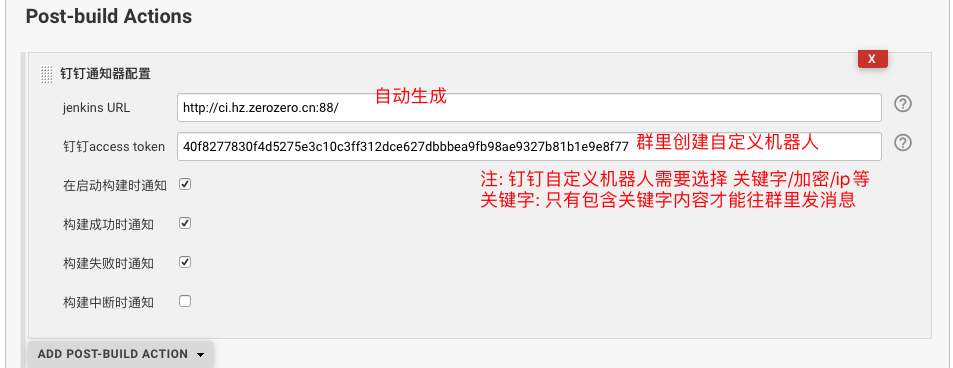 Post-build Actions
X
钉钉通知器配置
自动生成
jenkins URL
http://ci.hz.zerozero.cn:88/
钉钉access token
40f8277830f4d5275e3c10c3ff312dce627dbbbea9fb98ae9327b81b1e9e8f77
群里创建自定义机器人
在启动构建时通知
注: 钉钉自定义机器人需要选择 关键字/加密/ip等
关键字: 只有包含关键字内容才能往群里发消息
构建成功时通知
构建失败时通知
构建中断时通知
ADD POST-BUILD ACTION